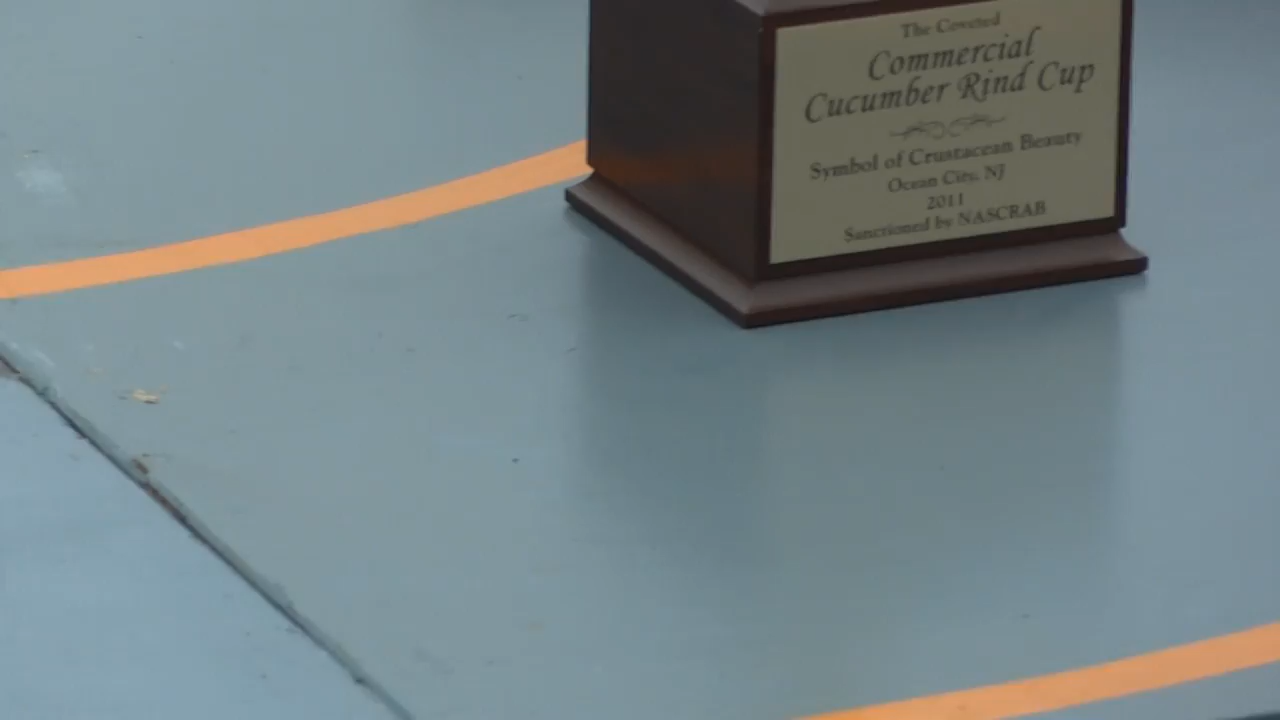 The Coveted
Commercial
Cucumber Rind Cup
Symbol of Crustacean Beauty
Ocean City, NJ
2011
Sanctioned by NASCRAB